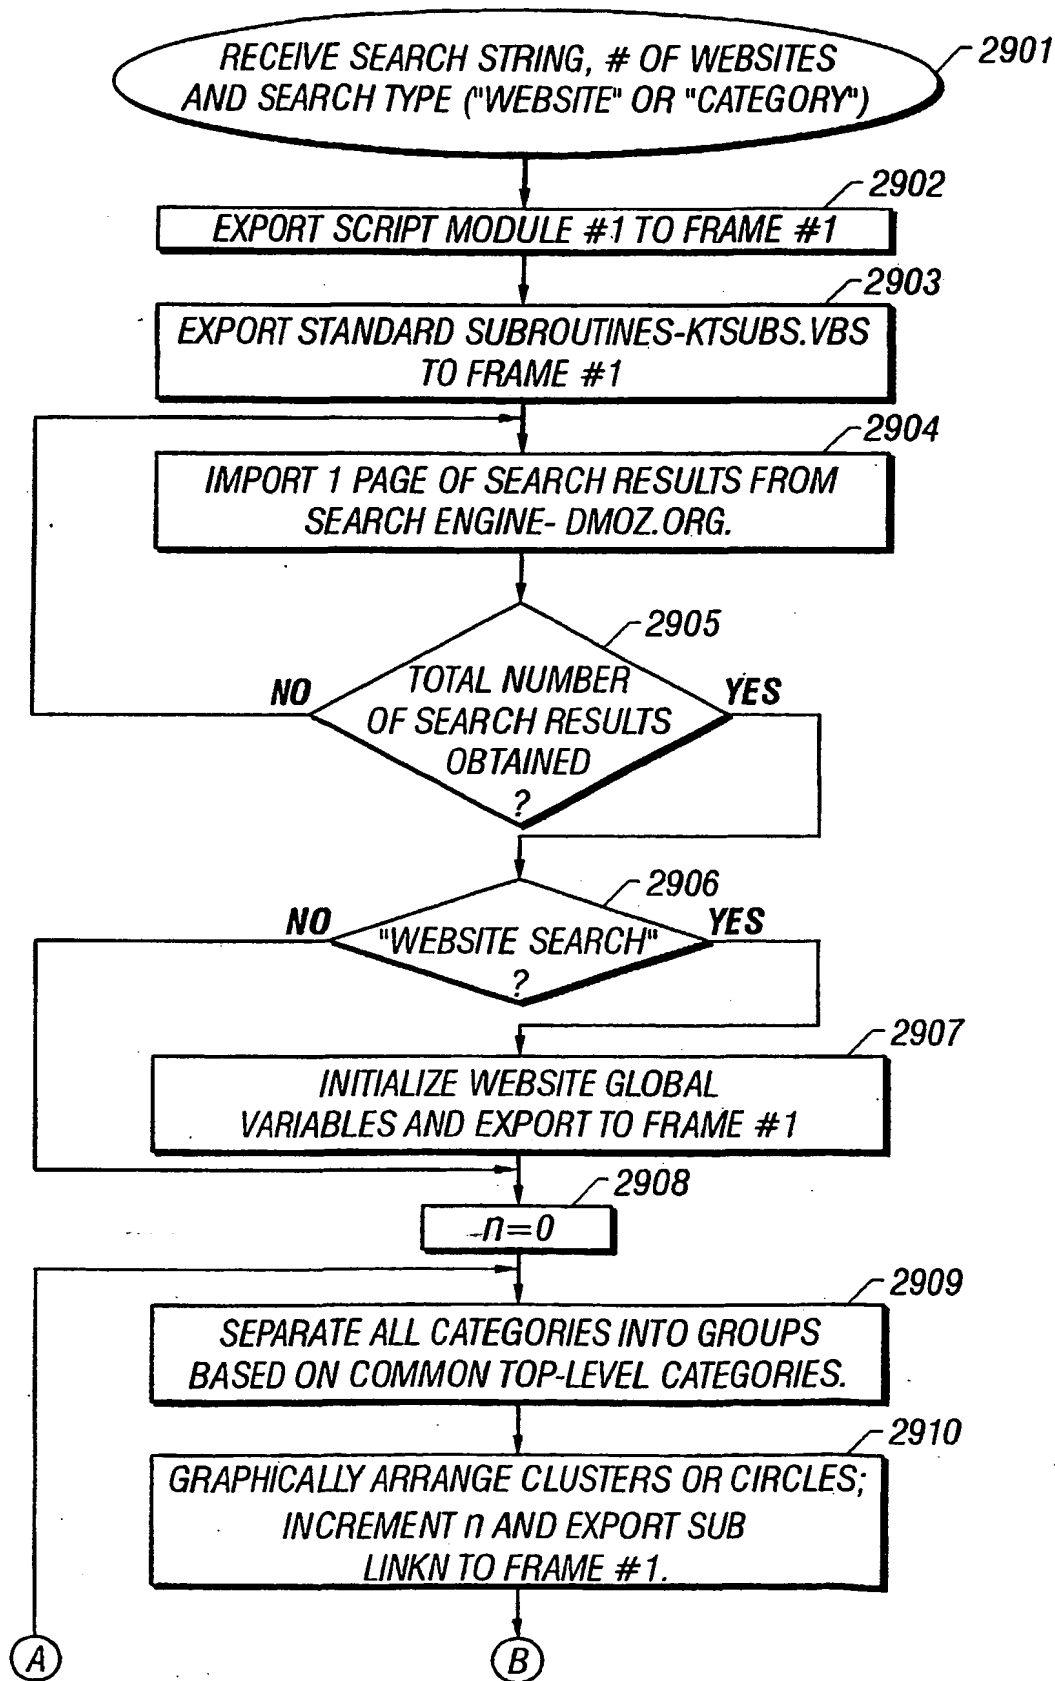 RECEIVE SEARCH STRING, # OF WEBSITES
AND SEARCH TYPE ("WEBSITE" OR "CATEGORY")
2901
2902
EXPORT SCRIPT MODULE #1 TO FRAME #1
2903
EXPORT STANDARD SUBROUTINES-KTSUBS.VBS
TO FRAME #1
2904
IMPORT 1 PAGE OF SEARCH RESULTS FROM
SEARCH ENGINE- DMOZ.ORG.
2905
NO
YES
TOTAL NUMBER
OF SEARCH RESULTS
OBTAINED
?
2906
NO
YES
"WEBSITE SEARCH"
?
2907
INITIALIZE WEBSITE GLOBAL
VARIABLES AND EXPORT TO FRAME #1
2908
n=0
2909
SEPARATE ALL CATEGORIES INTO GROUPS
BASED ON COMMON TOP-LEVEL CATEGORIES.
2910
GRAPHICALLY ARRANGE CLUSTERS OR CIRCLES;
INCREMENT n AND EXPORT SUB
LINKN TO FRAME #1.
A
B